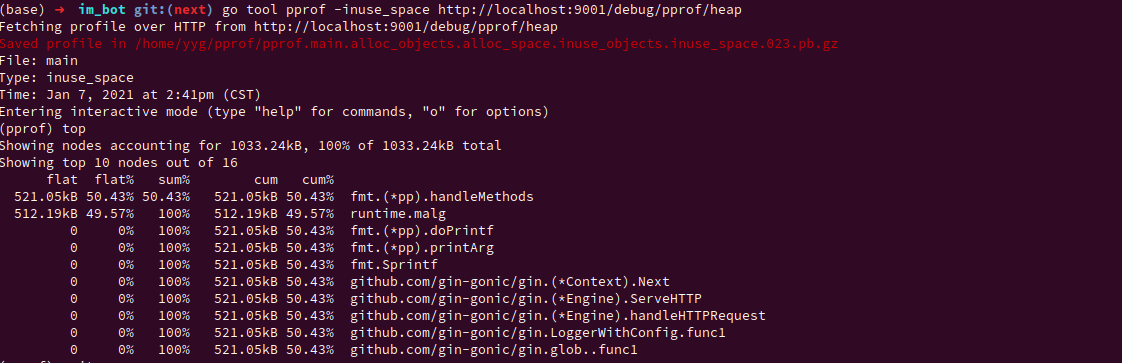 (base) ➜  im_bot git:(next) go tool pprof -inuse_space http://localhost:9001/debug/pprof/heap
Fetching profile over HTTP from http://localhost:9001/debug/pprof/heap
Saved profile in /home/yyg/pprof/pprof.main.alloc_objects.alloc_space.inuse_objects.inuse_space.023.pb.gz
File: main
Type: inuse_space
Time: Jan 7, 2021 at 2:41pm (CST)
Entering interactive mode (type "help" for commands, "o" for options)
(pprof) top
Showing nodes accounting for 1033.24kB, 100% of 1033.24kB total
Showing top 10 nodes out of 16
      flat  flat%   sum%        cum   cum%
  521.05kB 50.43% 50.43%   521.05kB 50.43%  fmt.(*pp).handleMethods
  512.19kB 49.57%   100%   512.19kB 49.57%  runtime.malg
         0     0%   100%   521.05kB 50.43%  fmt.(*pp).doPrintf
         0     0%   100%   521.05kB 50.43%  fmt.(*pp).printArg
         0     0%   100%   521.05kB 50.43%  fmt.Sprintf
         0     0%   100%   521.05kB 50.43%  github.com/gin-gonic/gin.(*Context).Next
         0     0%   100%   521.05kB 50.43%  github.com/gin-gonic/gin.(*Engine).ServeHTTP
         0     0%   100%   521.05kB 50.43%  github.com/gin-gonic/gin.(*Engine).handleHTTPRequest
         0     0%   100%   521.05kB 50.43%  github.com/gin-gonic/gin.LoggerWithConfig.func1
         0     0%   100%   521.05kB 50.43%  github.com/gin-gonic/gin.glob..func1